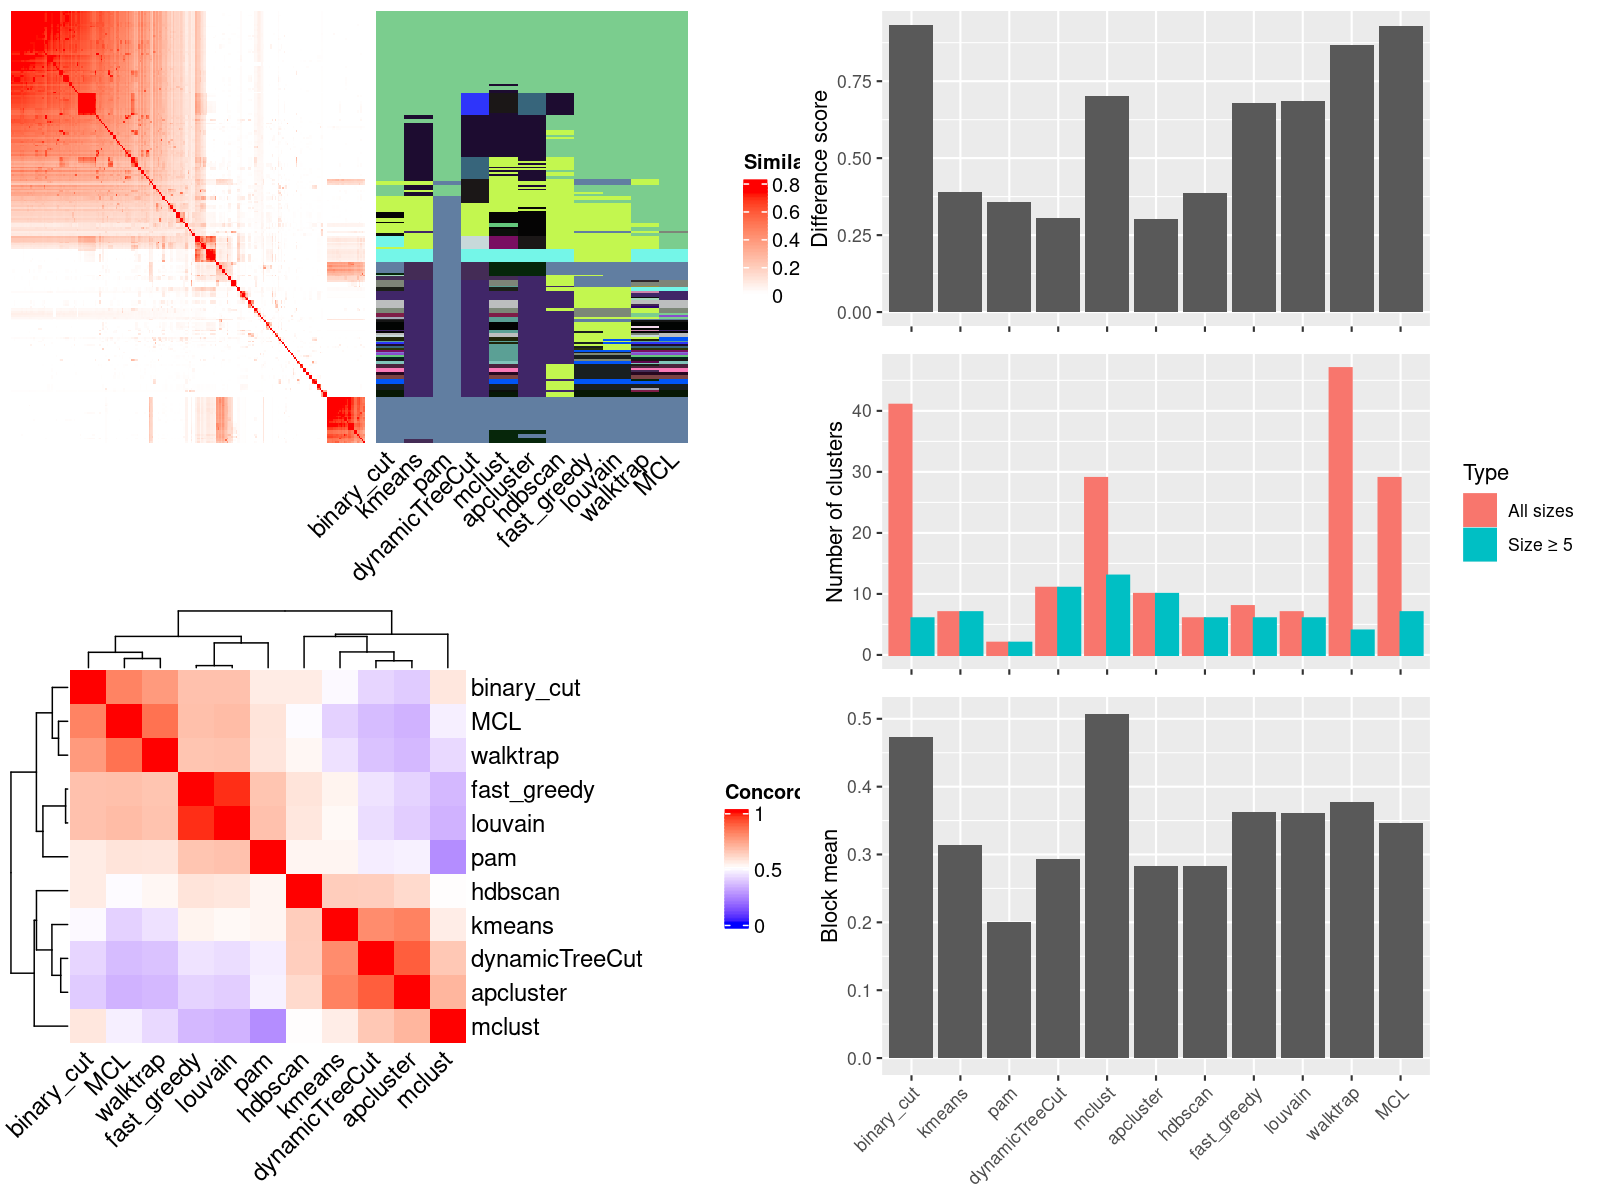 Simila
0.8
0.6
0.4
0.2
0
binary_cut
kmeans
pam
dynamicTreeCut
mclust
apcluster
hdbscan
fast_greedy
louvain
walktrap
MCL
Difference score
0.75
0.50
0.25
0.00
Number of clusters
40
30
20
10
0
Type
All sizes
Size ≥ 5
binary_cut
MCL
walktrap
fast_greedy
louvain
pam
hdbscan
kmeans
dynamicTreeCut
apcluster
mclust
binary_cut
MCL
walktrap
fast_greedy
louvain
pam
hdbscan
kmeans
dynamicTreeCut
apcluster
mclust
Concord
1
0.5
0
Block mean
0.5
0.4
0.3
0.2
0.1
0.0
binary_cut
kmeans
pam
dynamicTreeCut
mclust
apcluster
hdbscan
fast_greedy
louvain
walktrap
MCL